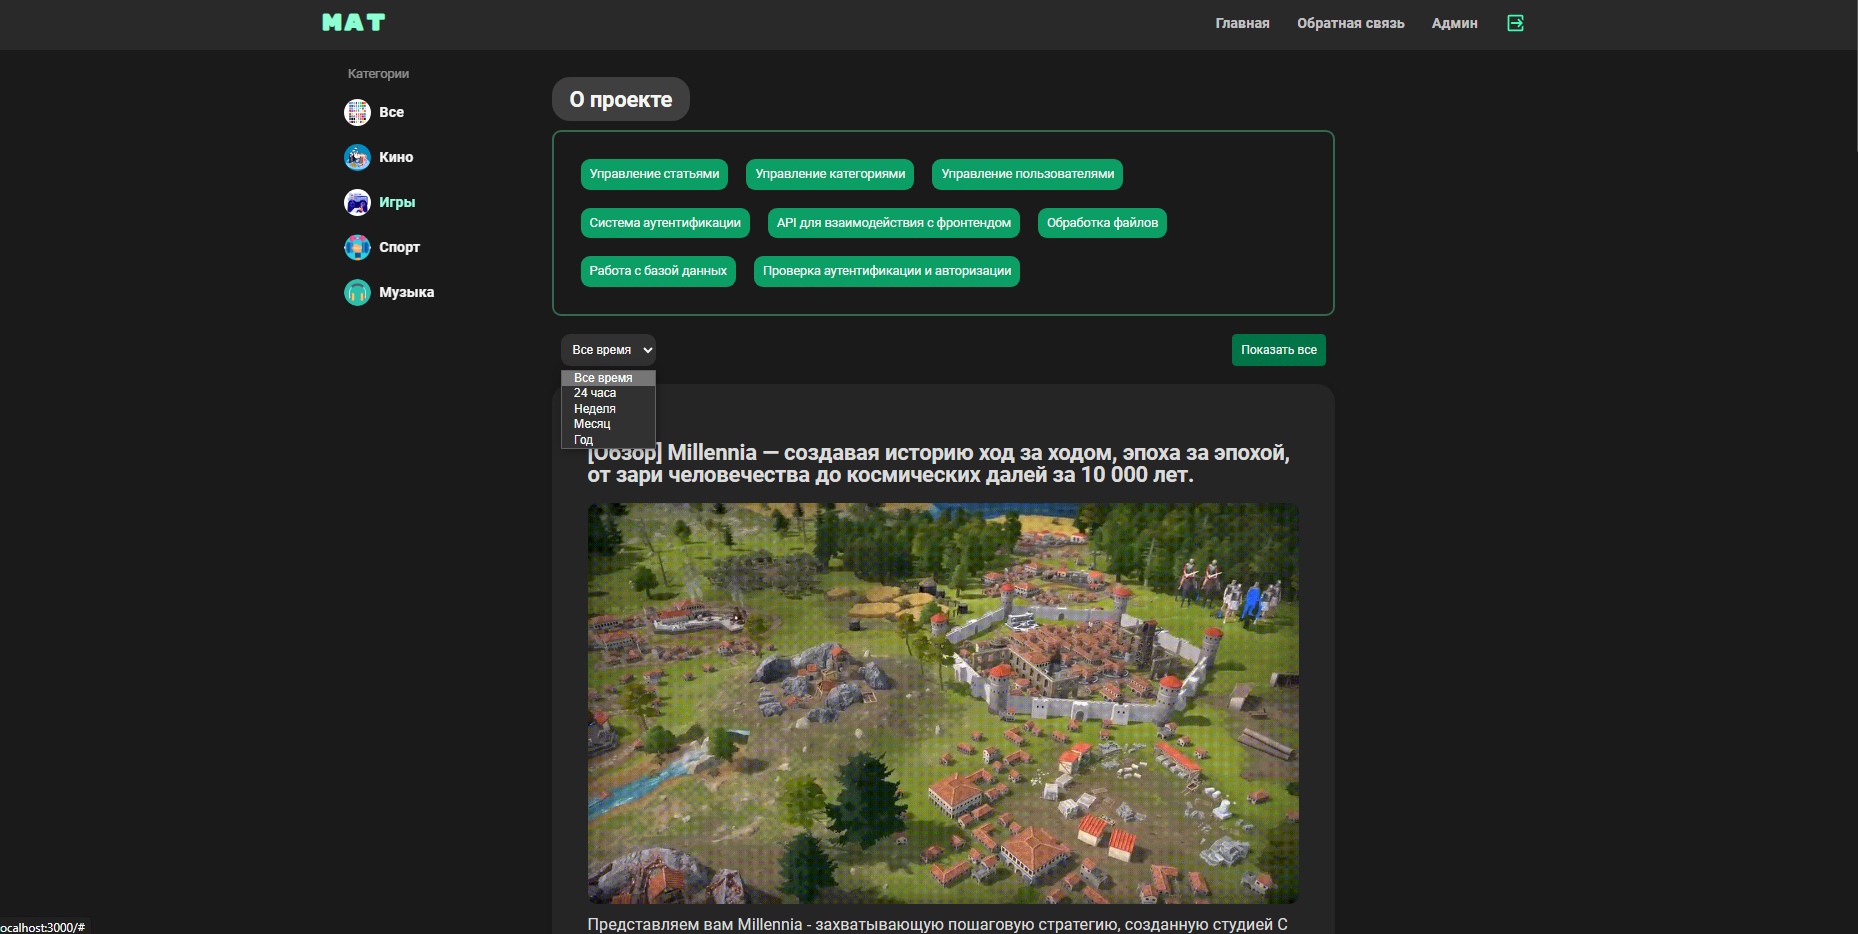 MAT
Главная
Обратная связь
Админ
Категории
Все
Кино
Игры
Спорт
Музыка
О проекте
Управление статьями
Управление категориями
Управление пользователями
Система аутентификации
API для взаимодействия с фронтендом
Обработка файлов
Работа с базой данных
Проверка аутентификации и авторизации
Все время
Показать все
Все время
24 часа
Неделя
Месяц
Год
[Обзор] Millennia — создавая историю ход за ходом, эпоха за эпохой,
от зари человечества до космических далей за 10 000 лет.
Представляем вам Millennia - захватывающую пошаговую стратегию, созданную студией C
ocalhost:3000/#